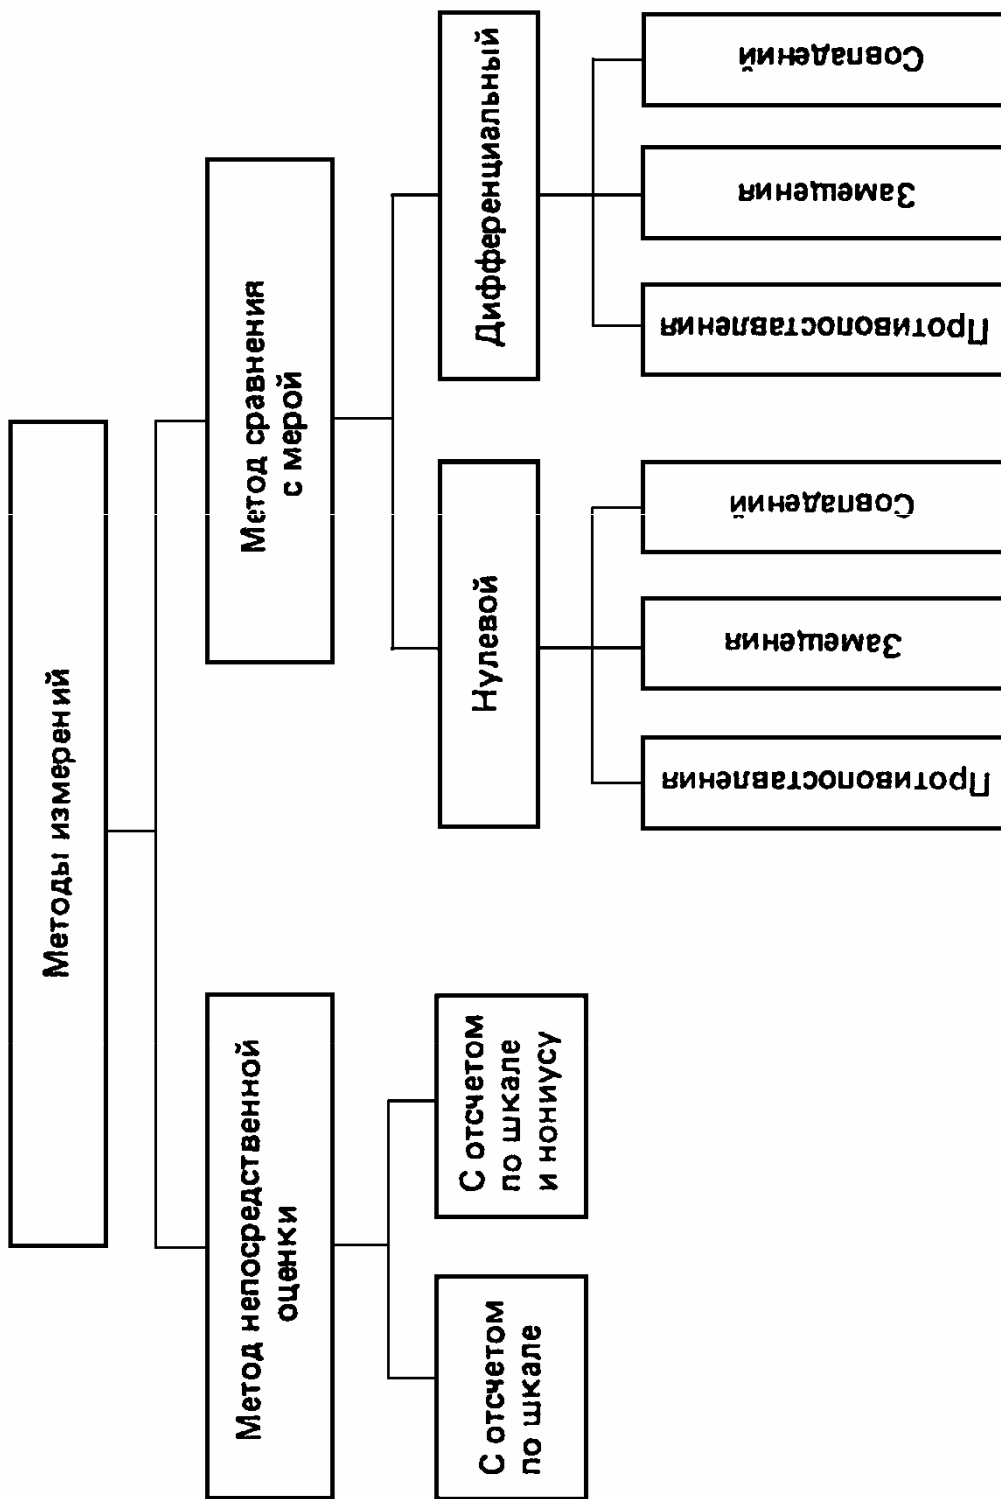 Методы измерений
Метод непосредственной
оценки
Метод сравнения
с мерой
С отсчетом
по шкале
С отсчетом
по шкале
и нониусу
Нулевой
Дифференциальный
Противопоставления
Замещения
Совпадений
Противопоставления
Замещения
Совпадений